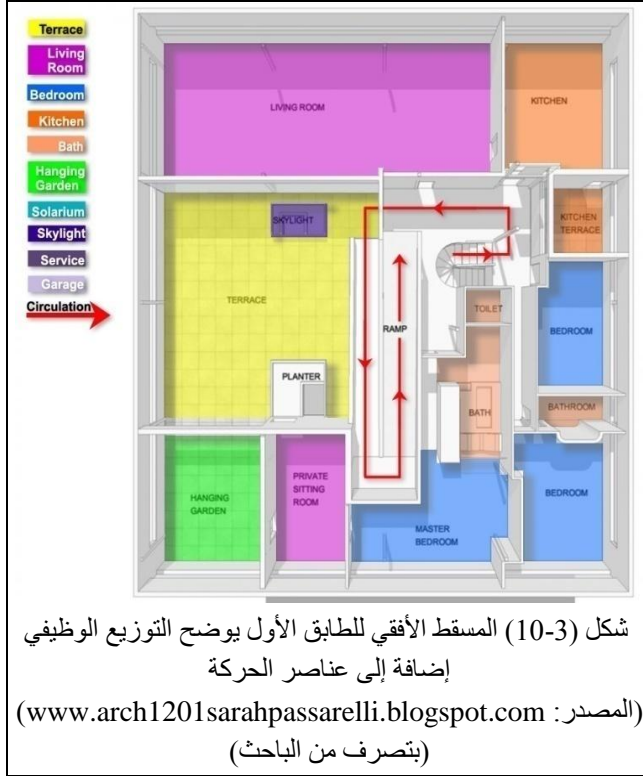 Terrace
Living
Room
Bedroom
Kitchen
Bath
Hanging
Garden
Solarium
Skylight
Service
Garage
Circulation
LIVING ROOM
KITCHEN
SKYLIGHT
KITCHEN
TERRACE
TERRACE
TOILET
RAMP
BEDROOM
PLANTER
BATH
BATHROOM
HANGING
GARDEN
PRIVATE
SITTING
ROOM
MASTER
BEDROOM
BEDROOM
شكل (3-10) المسقط الأفقي للطابق الأول يوضح التوزيع الوظيفي
إضافة إلى عناصر الحركة
(المصدر: www.arch1201sarahpassarelli.blogspot.com)
(بتصرف من الباحث)